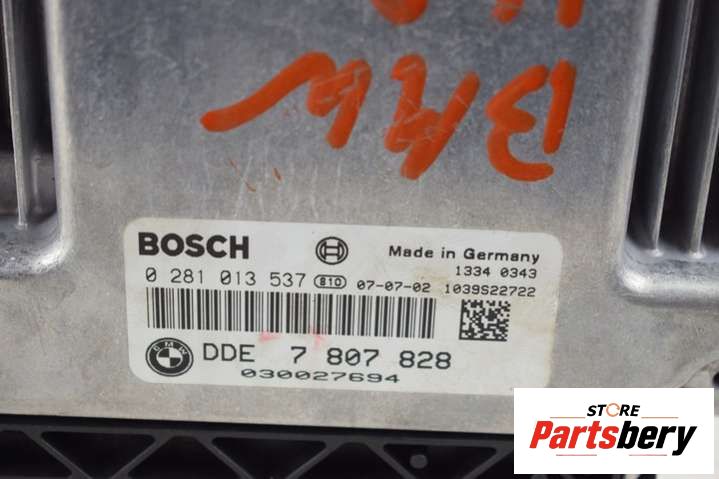 BMW
BOSCH
Made in Germany
1334 0343
0 281 013 537 810 07-07-02 1039S22722
BMW DDE 7 807 828
030027694
STORE
Partsbery